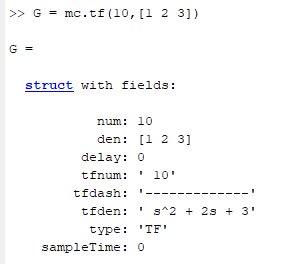 >> G = mc.tf(10,[1 2 3])
G =
struct with fields:
num: 10
den: [1 2 3]
delay: 0
tfnum: ' 10'
tfdash: '-------------'
tfden: ' s^2 + 2s + 3'
type: 'TF'
sampleTime: 0